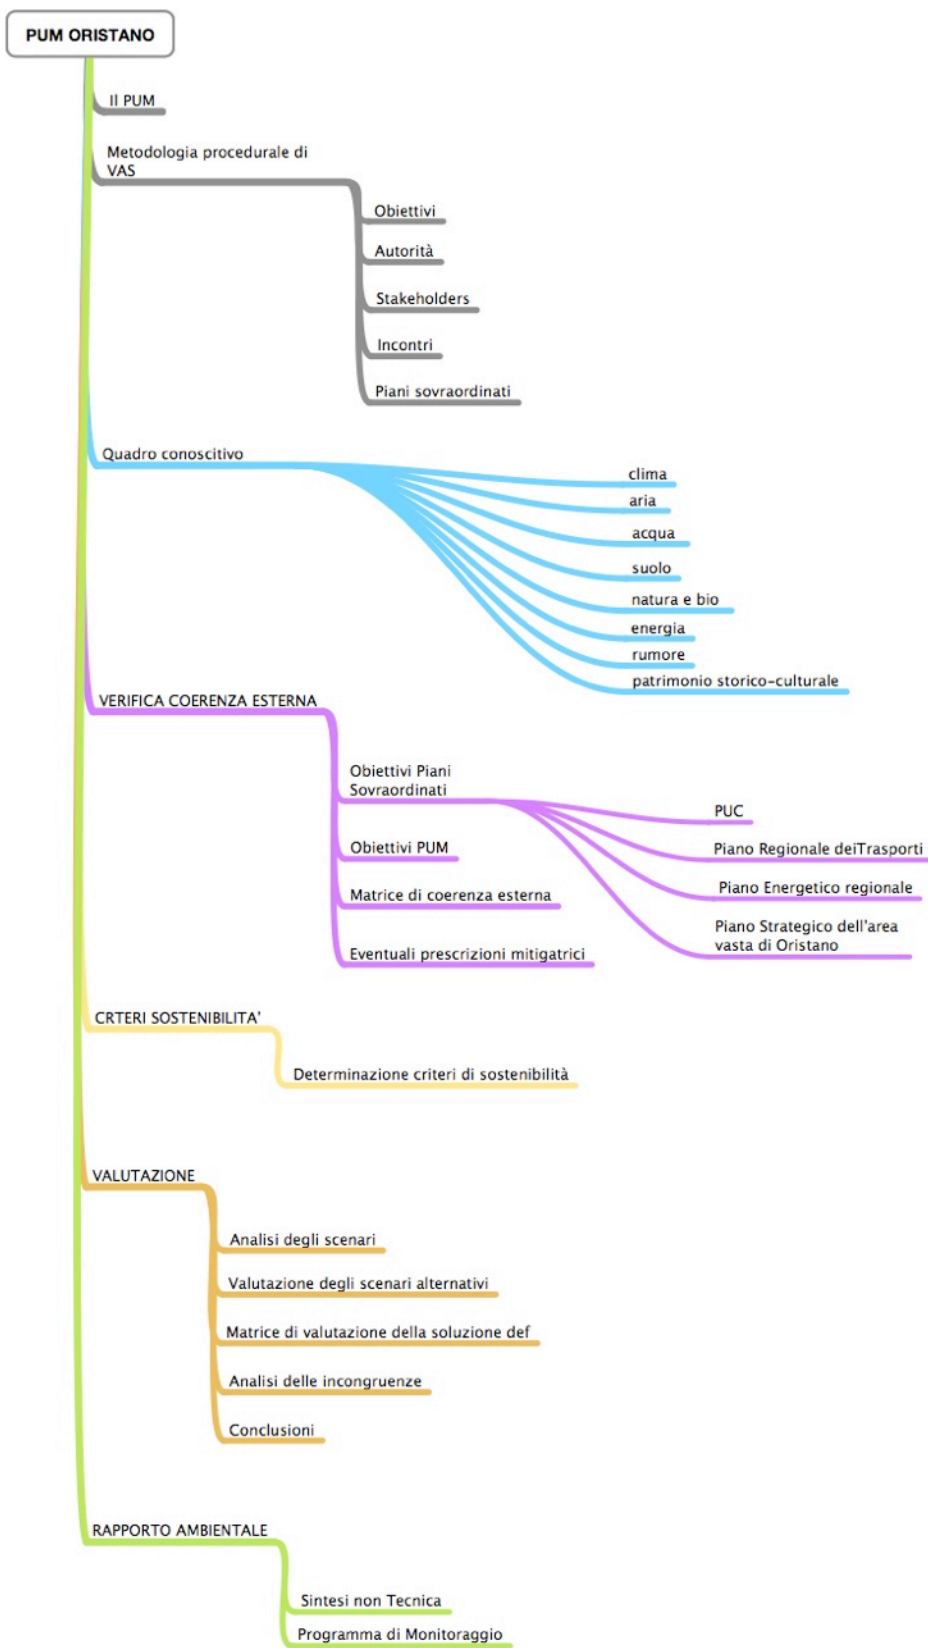 PUM ORISTANO
Il PUM
Metodologia procedurale di
VAS
Obiettivi
Autorità
Stakeholders
Incontri
Piani sovraordinati
Quadro conoscitivo
clima
aria
acqua
suolo
natura e bio
energia
rumore
patrimonio storico-culturale
VERIFICA COERENZA ESTERNA
Obiettivi Piani
Sovraordinati
PUC
Piano Regionale deiTrasporti
Piano Energetico regionale
Piano Strategico dell'area
vasta di Oristano
Obiettivi PUM
Matrice di coerenza esterna
Eventuali prescrizioni mitigatrici
CRTERI SOSTENIBILITA'
Determinazione criteri di sostenibilità
VALUTAZIONE
Analisi degli scenari
Valutazione degli scenari alternativi
Matrice di valutazione della soluzione def
Analisi delle incongruenze
Conclusioni
RAPPORTO AMBIENTALE
Sintesi non Tecnica
Programma di Monitoraggio